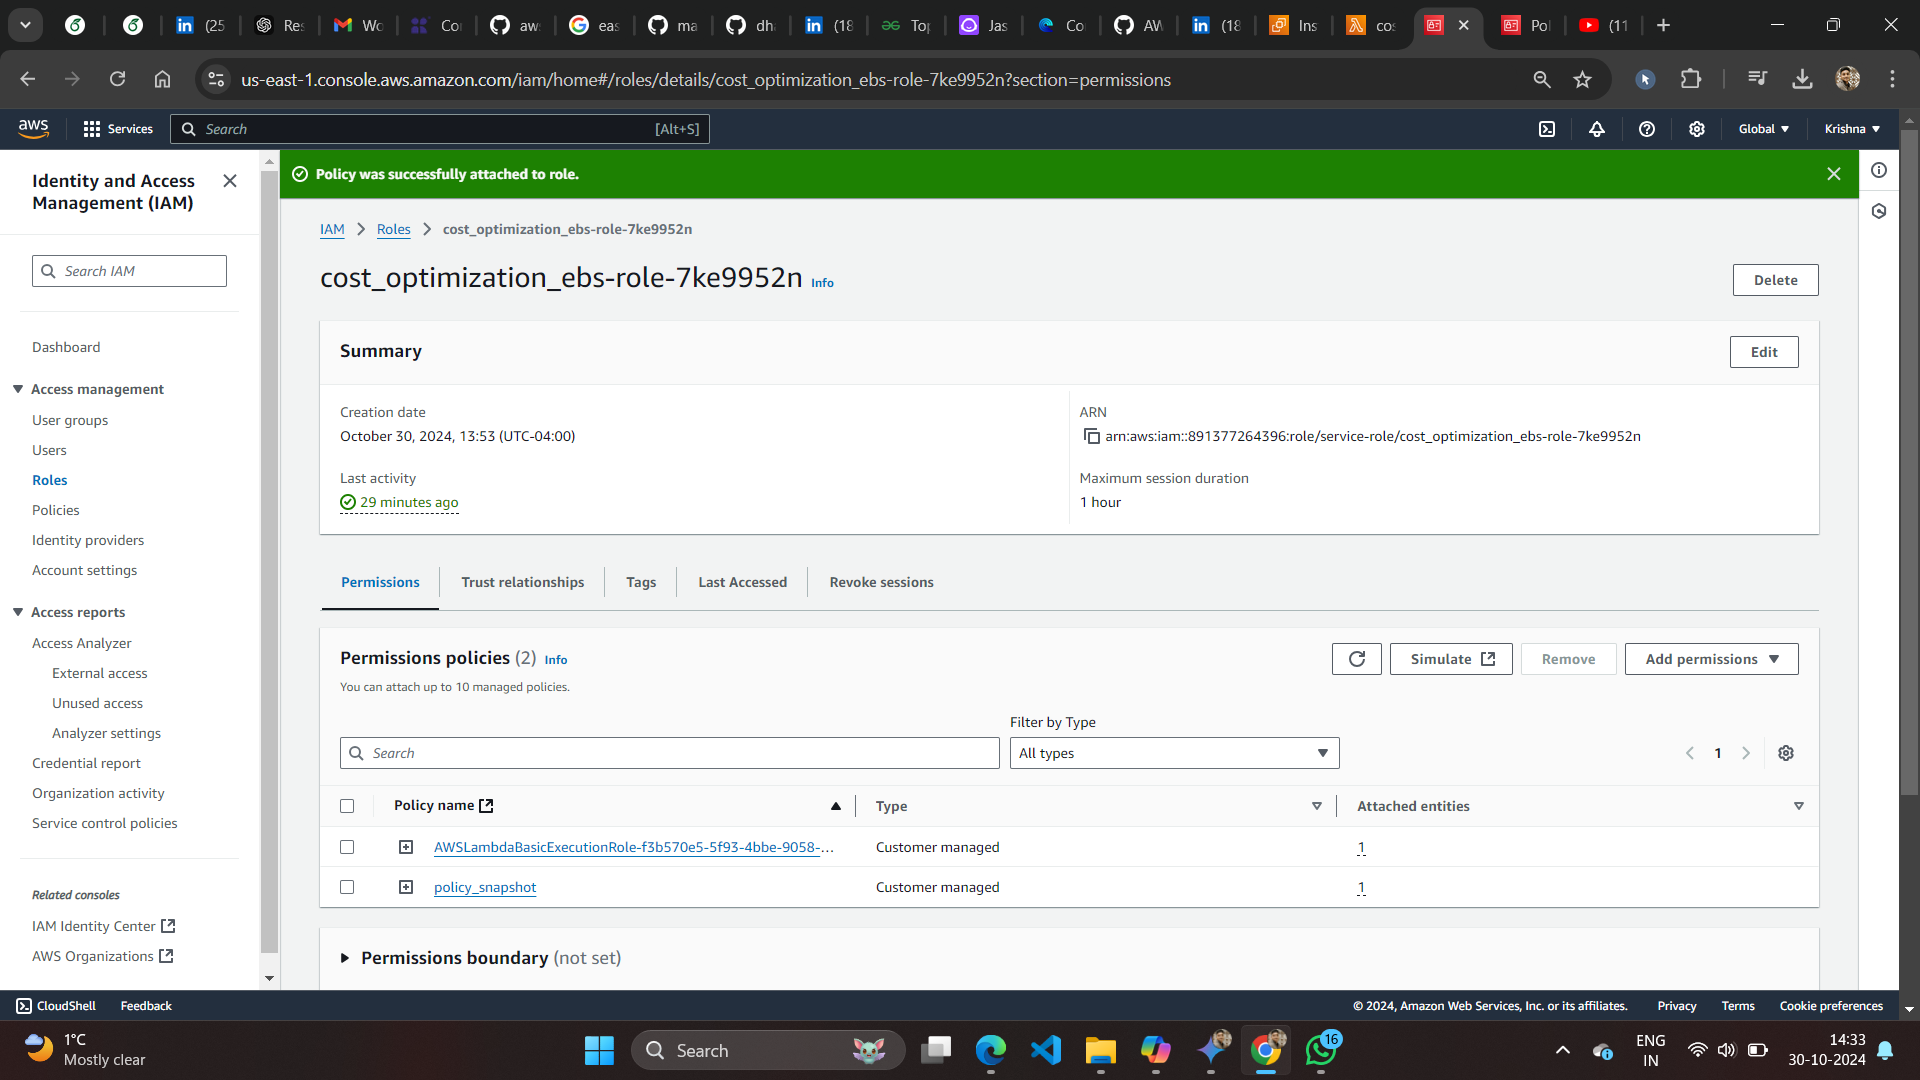 (25
Res
Wo
Co
aws
eas
ma
dha
(18
Top
Jas
Co
AW
(18
Ins
cos
Pol
(11
us-east-1.console.aws.amazon.com/iam/home#/roles/details/cost_optimization_ebs-role-7ke9952n?section=permissions
aws
Services
Search
[Alt+S]
Global
Krishna
Identity and Access
Management (IAM)
Search IAM
Dashboard
Access management
User groups
Users
Roles
Policies
Identity providers
Account settings
Access reports
Access Analyzer
External access
Unused access
Analyzer settings
Credential report
Organization activity
Service control policies
Related consoles
IAM Identity Center
AWS Organizations
Policy was successfully attached to role.
IAM
Roles
cost_optimization_ebs-role-7ke9952n
cost_optimization_ebs-role-7ke9952n Info
Delete
Summary
Edit
Creation date
October 30, 2024, 13:53 (UTC-04:00)
ARN
arn:aws:iam::891377264396:role/service-role/cost_optimization_ebs-role-7ke9952n
Last activity
29 minutes ago
Maximum session duration
1 hour
Permissions
Trust relationships
Tags
Last Accessed
Revoke sessions
Permissions policies (2) Info
You can attach up to 10 managed policies.
Simulate
Remove
Add permissions
Filter by Type
Search
All types
1
Policy name
Type
Attached entities
AWSLambdaBasicExecutionRole-f3b570e5-5f93-4bbe-9058-...
Customer managed
1
policy_snapshot
Customer managed
1
Permissions boundary (not set)
CloudShell
Feedback
© 2024, Amazon Web Services, Inc. or its affiliates.
Privacy
Terms
Cookie preferences
1°C
Mostly clear
Search
16
ENG
IN
14:33
30-10-2024